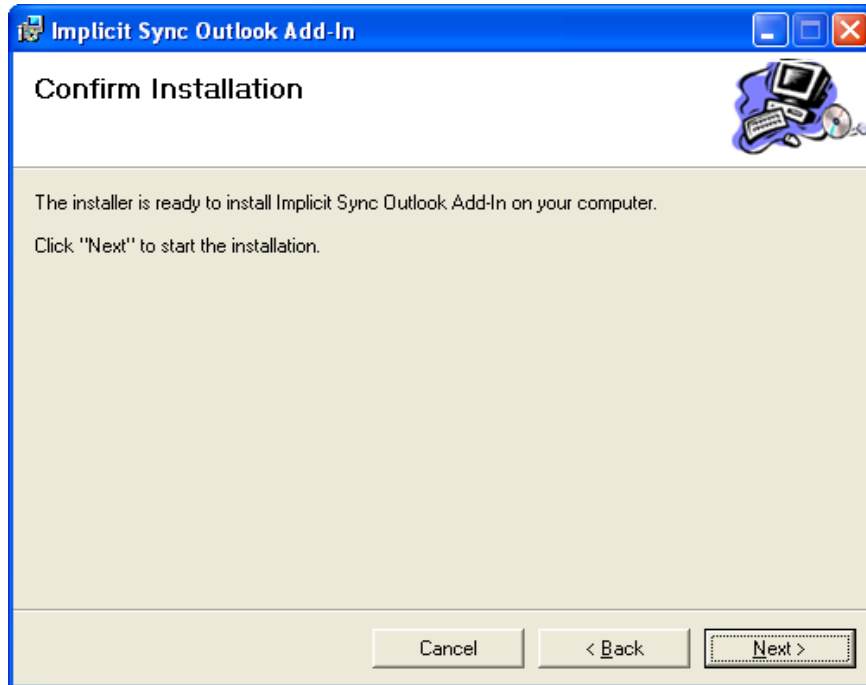 Implicit Sync Outlook Add-In
Confirm Installation
The installer is ready to install Implicit Sync Outlook Add-In on your computer.
Click "Next" to start the installation.
Cancel
< Back
Next >